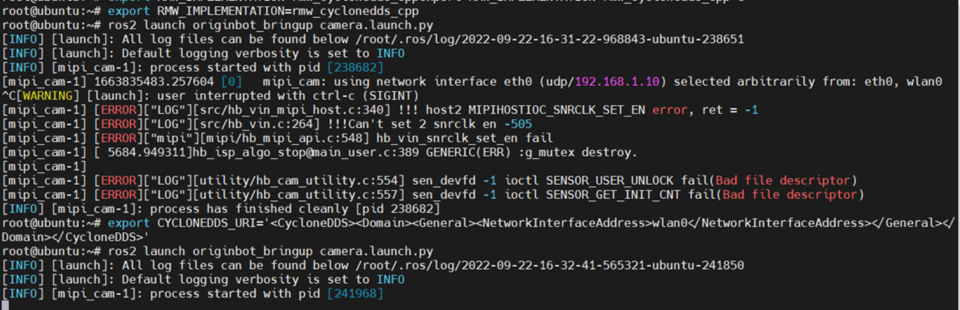 root@ubuntu:~# export RMW_IMPLEMENTATION=rmw_cyclonedds_cpp
root@ubuntu:~# ros2 launch originbot_bringup camera.launch.py
[INFO] [launch]: All log files can be found below /root/.ros/log/2022-09-22-16-31-22-968843-ubuntu-238651
[INFO] [launch]: Default logging verbosity is set to INFO
[INFO] [mipi_cam-1]: process started with pid [238682]
[mipi_cam-1] 1663835483.257604 [0]   mipi_cam: using network interface eth0 (udp/192.168.1.10) selected arbitrarily from: eth0, wlan0
^C[WARNING] [launch]: user interrupted with ctrl-c (SIGINT)
[mipi_cam-1] [ERROR]["LOG"][src/hb_vin_mipi_host.c:340] !!! host2 MIPIHOSTIOC_SNRCLK_SET_EN error, ret = -1
[mipi_cam-1] [ERROR]["LOG"][src/hb_vin.c:264] !!!Can't set 2 snrclk en -505
[mipi_cam-1] [ERROR]["mipi"][mipi/hb_mipi_api.c:548] hb_vin_snrclk_set_en fail
[mipi_cam-1] [ 5684.949311]hb_isp_algo_stop@main_user.c:389 GENERIC(ERR) :g_mutex destroy.
[mipi_cam-1]
[mipi_cam-1] [ERROR]["LOG"][utility/hb_cam_utility.c:554] sen_devfd -1 ioctl SENSOR_USER_UNLOCK fail(Bad file descriptor)
[mipi_cam-1] [ERROR]["LOG"][utility/hb_cam_utility.c:557] sen_devfd -1 ioctl SENSOR_GET_INIT_CNT fail(Bad file descriptor)
[INFO] [mipi_cam-1]: process has finished cleanly [pid 238682]
root@ubuntu:~# export CYCLONEDDS_URI='<CycloneDDS><Domain><General><NetworkInterfaceAddress>wlan0</NetworkInterfaceAddress></General></
Domain></CycloneDDS>'
root@ubuntu:~# ros2 launch originbot_bringup camera.launch.py
[INFO] [launch]: All log files can be found below /root/.ros/log/2022-09-22-16-32-41-565321-ubuntu-241850
[INFO] [launch]: Default logging verbosity is set to INFO
[INFO] [mipi_cam-1]: process started with pid [241968]